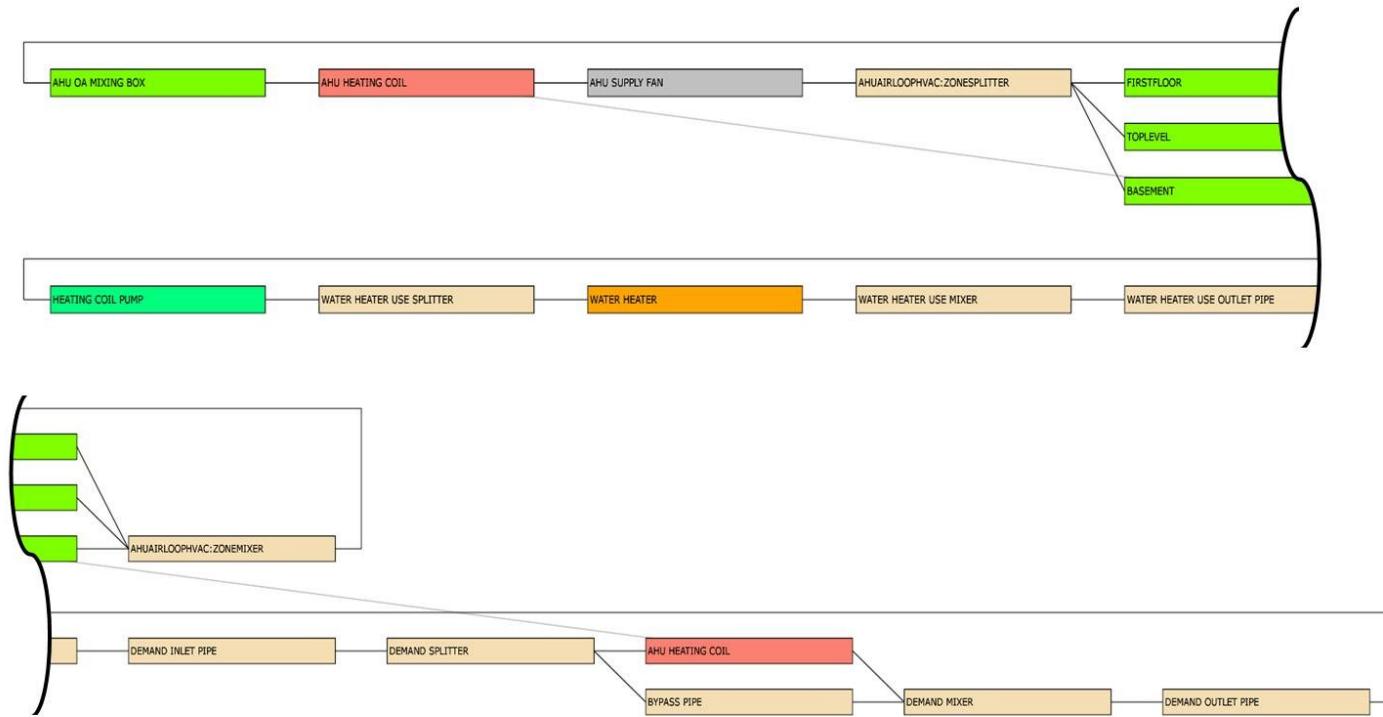 AHU OA MIXING BOX
AHU HEATING COIL
AHU SUPPLY FAN
AHUAIRLOOPHVAC:ZONESPLITTER
FIRSTFLOOR
TOPLEVEL
BASEMENT
HEATING COIL PUMP
WATER HEATER USE SPLITTER
WATER HEATER
WATER HEATER USE MIXER
WATER HEATER USE OUTLET PIPE
AHUAIRLOOPHVAC:ZONEMIXER
DEMAND INLET PIPE
DEMAND SPLITTER
AHU HEATING COIL
BYPASS PIPE
DEMAND MIXER
DEMAND OUTLET PIPE